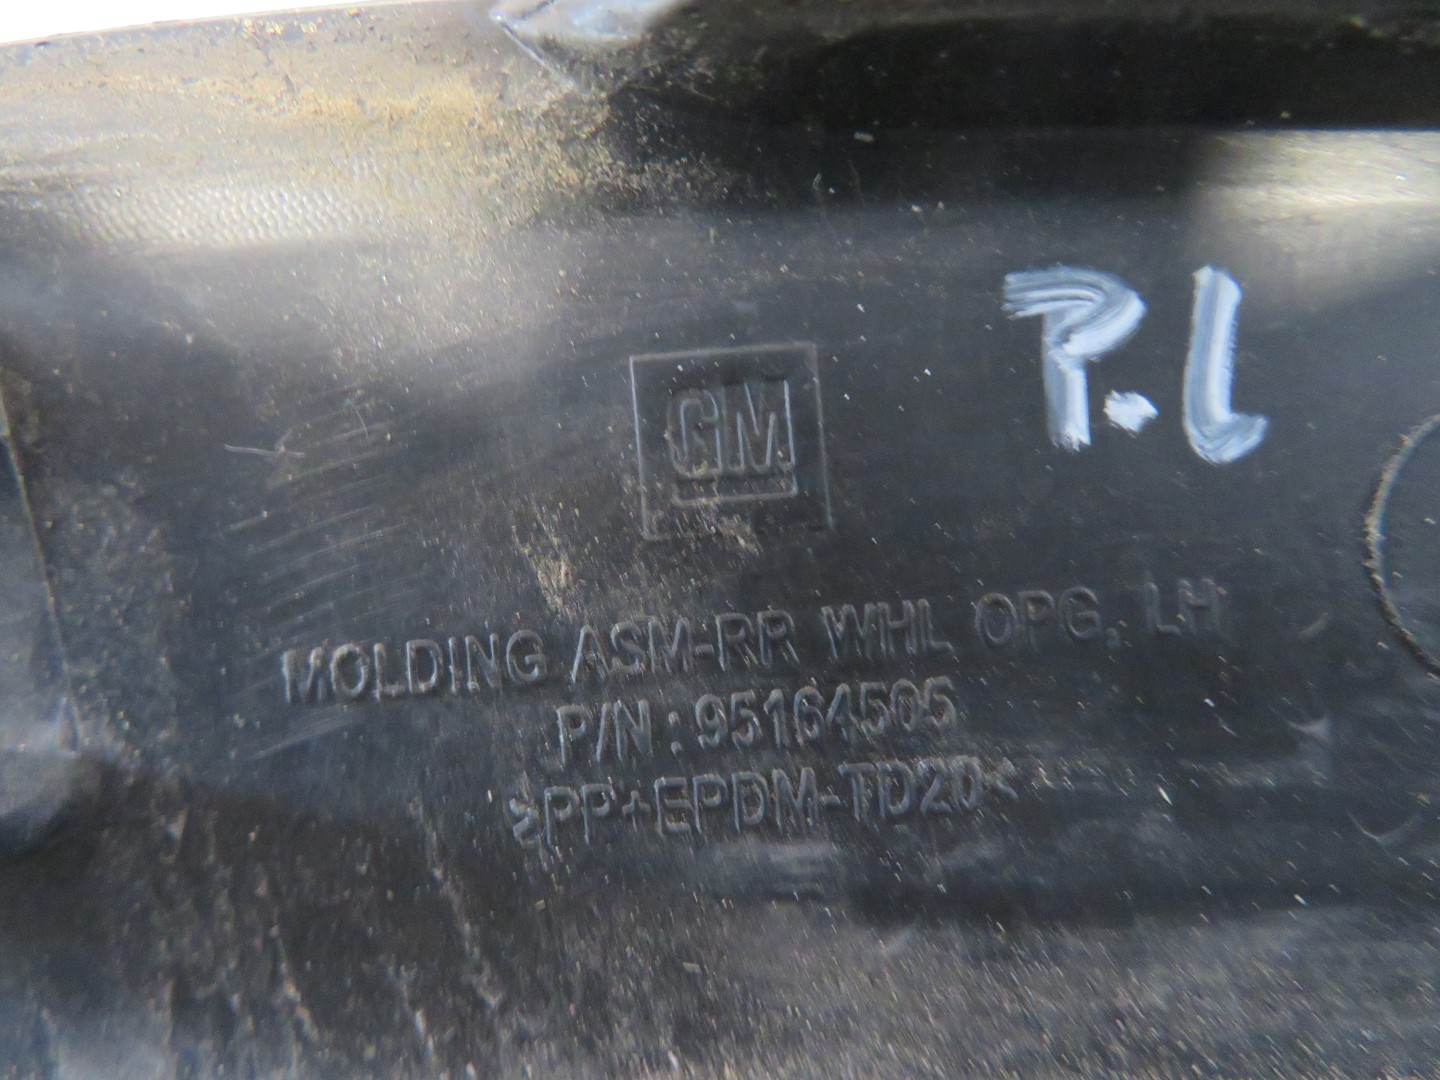 P.L
GM
MOLDING ASM-RR WHL OPG, LH
P/N : 95164505
>PP+EPDM-TD20<